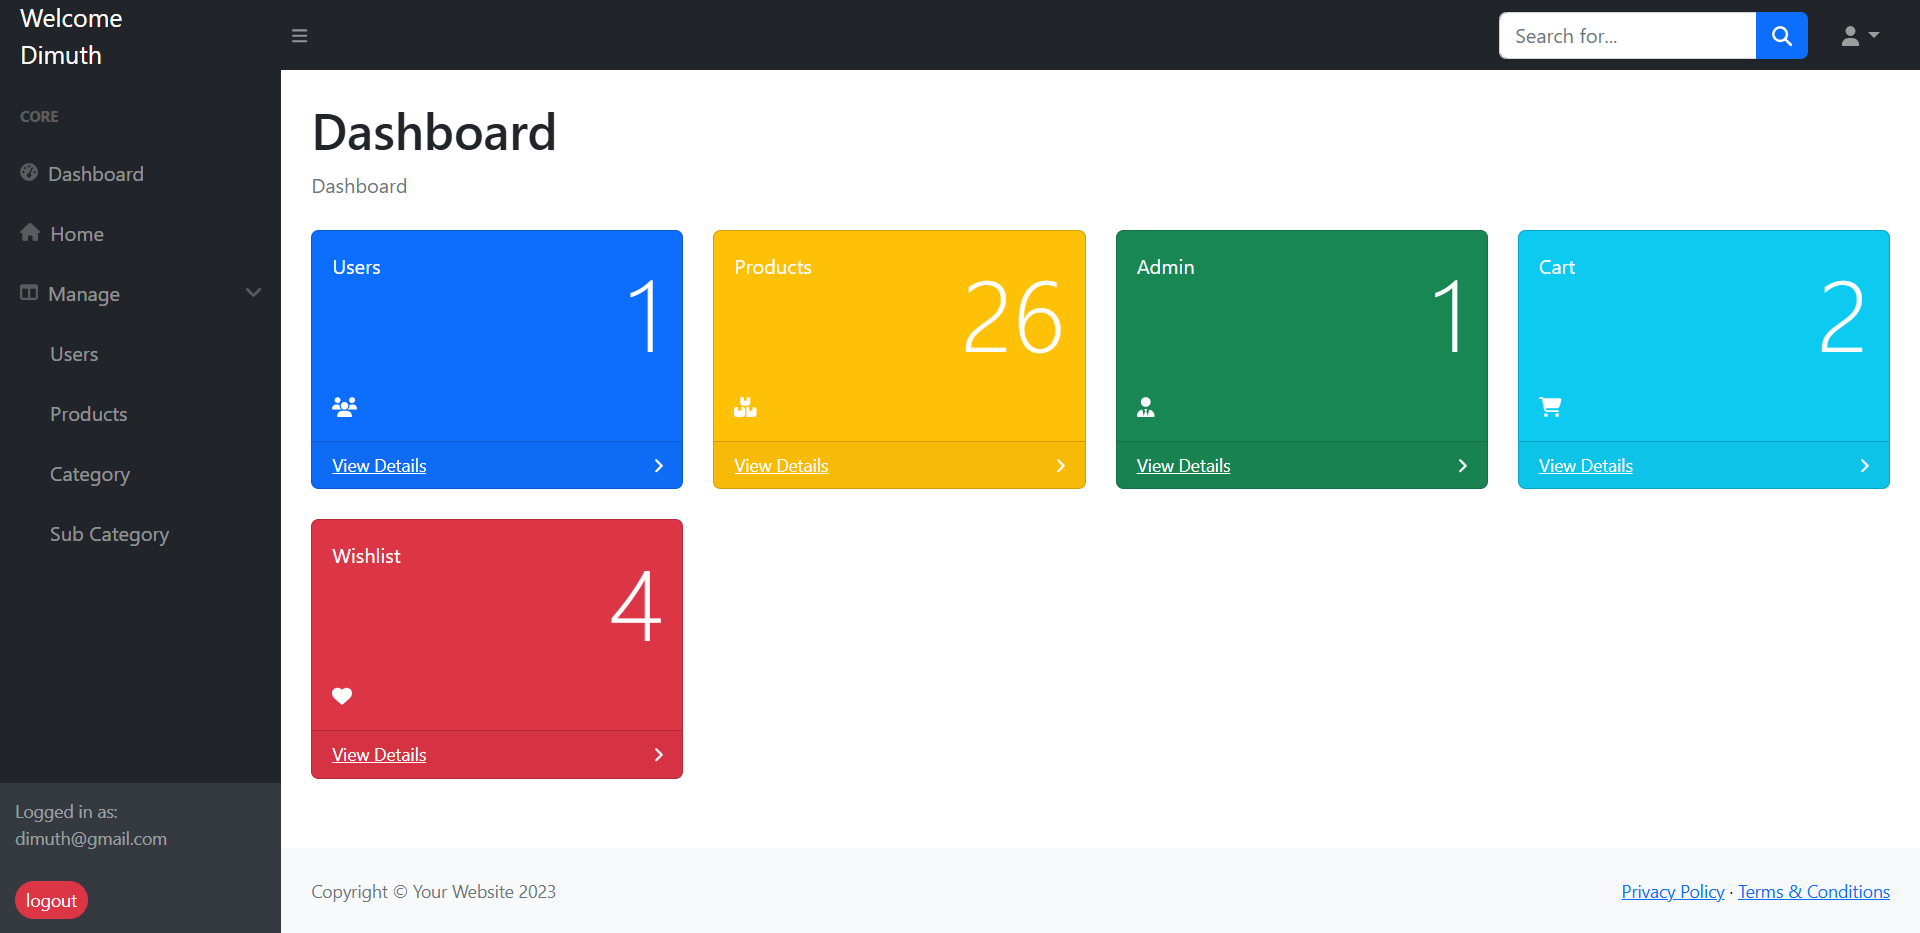 Welcome
Dimuth
Search for...
CORE
Dashboard
Home
Manage
Users
Products
Category
Sub Category
Logged in as:
dimuth@gmail.com
logout
Dashboard
Dashboard
Users
1
View Details
Products
26
View Details
Admin
1
View Details
Cart
2
View Details
Wishlist
4
View Details
Copyright © Your Website 2023
Privacy Policy · Terms & Conditions